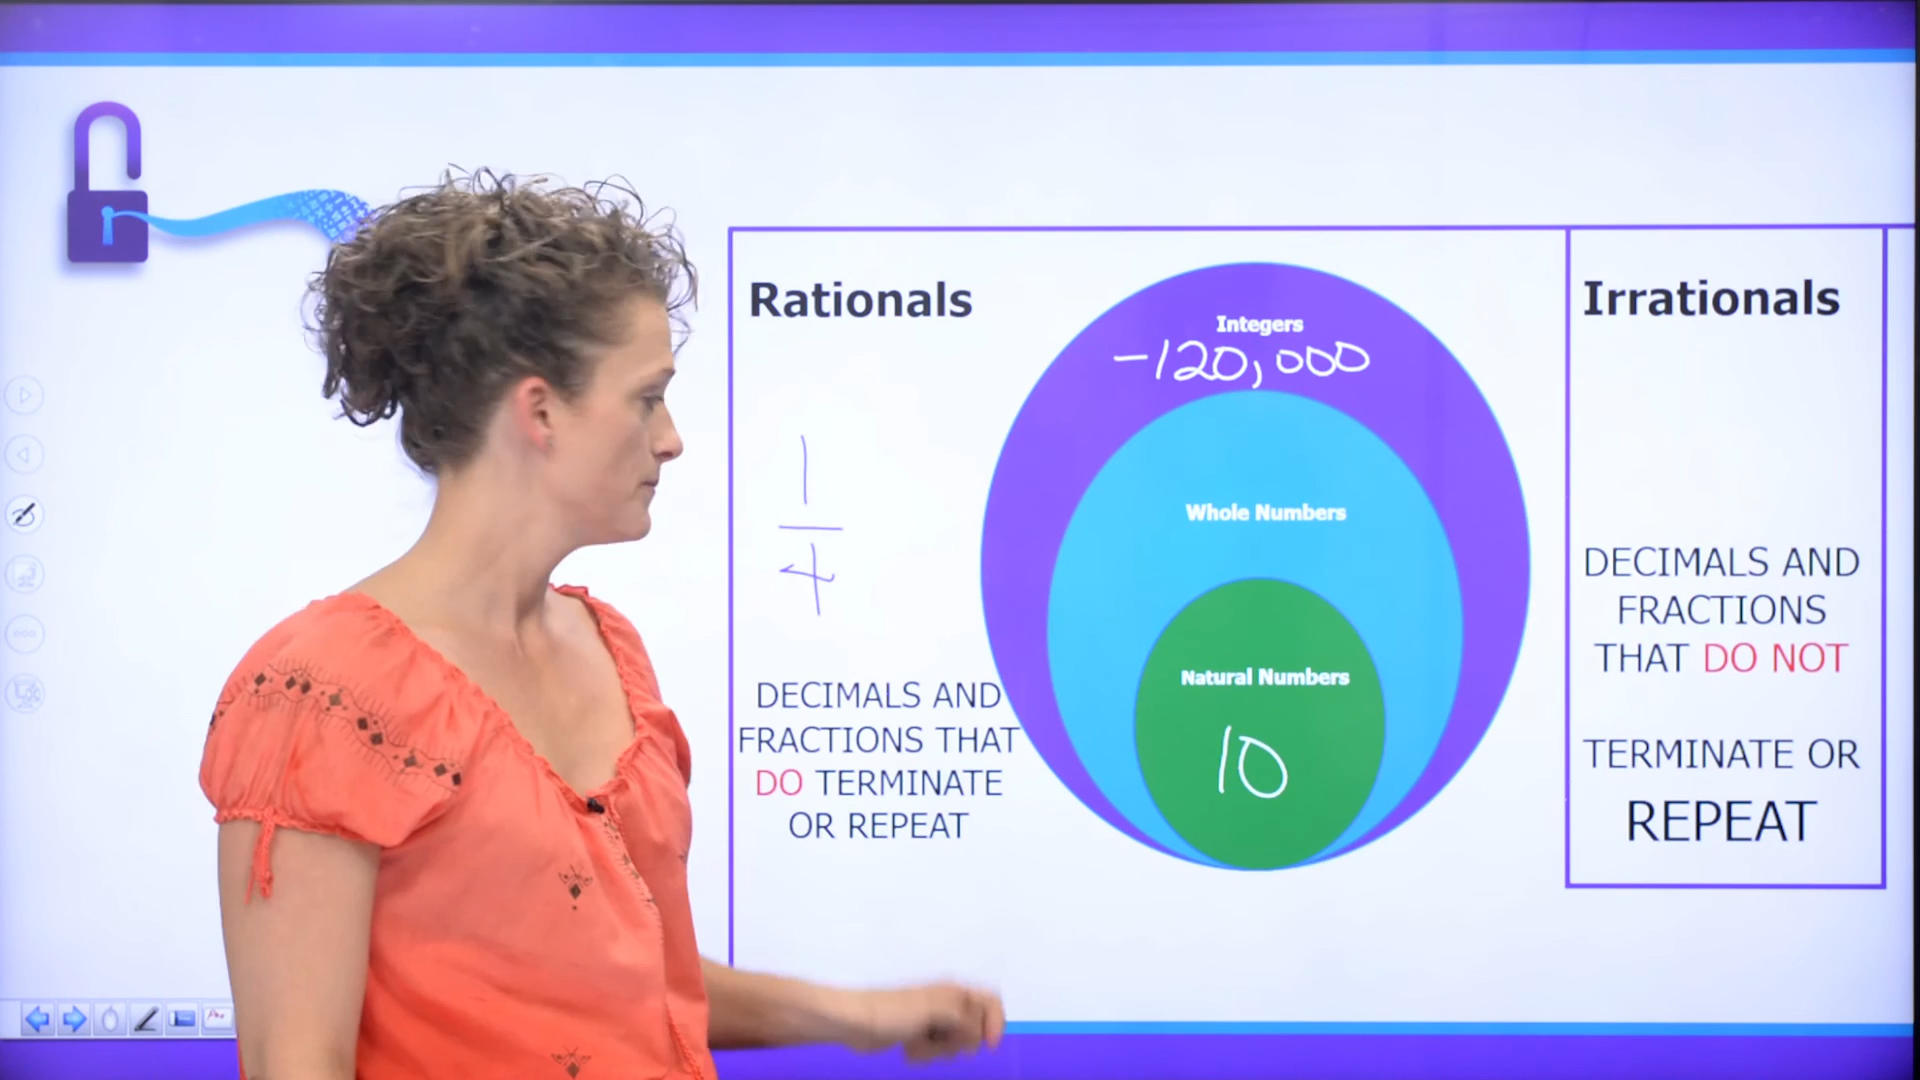 Rationals
Integers
-120,000
Irrationals
1
4
Whole Numbers
Natural Numbers
10
DECIMALS AND
FRACTIONS THAT
DO TERMINATE
OR REPEAT
DECIMALS AND
FRACTIONS
THAT DO NOT
TERMINATE OR
REPEAT